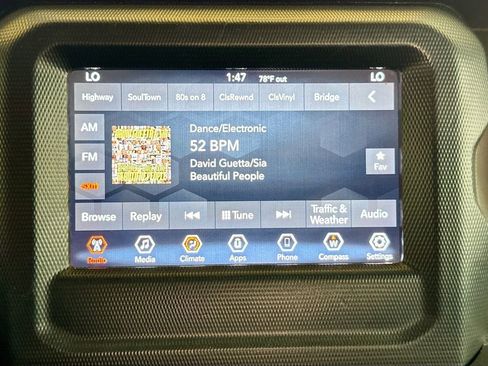 LO 1:47 78°F out LO
Highway SoulTown 80s on 8 ClsRewnd ClsVinyl Bridge
AM
Dance/Electronic
52 BPM
FM
David Guetta/Sia
Beautiful People
Fav
SXM
Browse Replay Tune Traffic & Weather Audio
Radio Media Climate Apps Phone Compass Settings